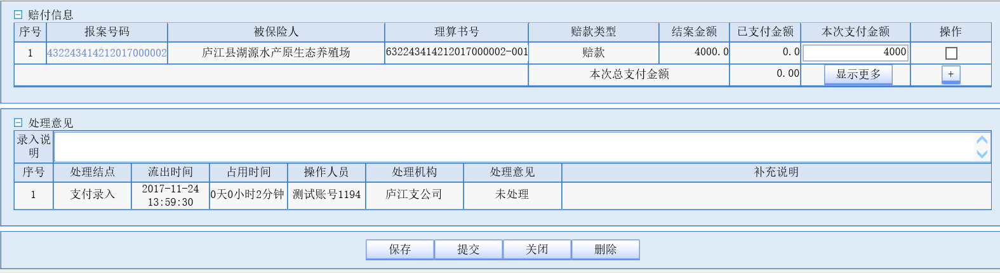 赔付信息
序号 报案号码 被保险人 理算书号 赔款类型 结案金额 已支付金额 本次支付金额 操作
1 432243414212017000002 庐江县湖源水产原生态养殖场 632243414212017000002-001 赔款 4000.0 0.0 4000
本次总支付金额 0.00 显示更多 +
处理意见
录入说
明
序号 处理结点 流出时间 占用时间 操作人员 处理机构 处理意见 补充说明
1 支付录入 2017-11-24 0天0小时2分钟 测试账号1194 庐江支公司 未处理
13:59:30
保存 提交 关闭 删除